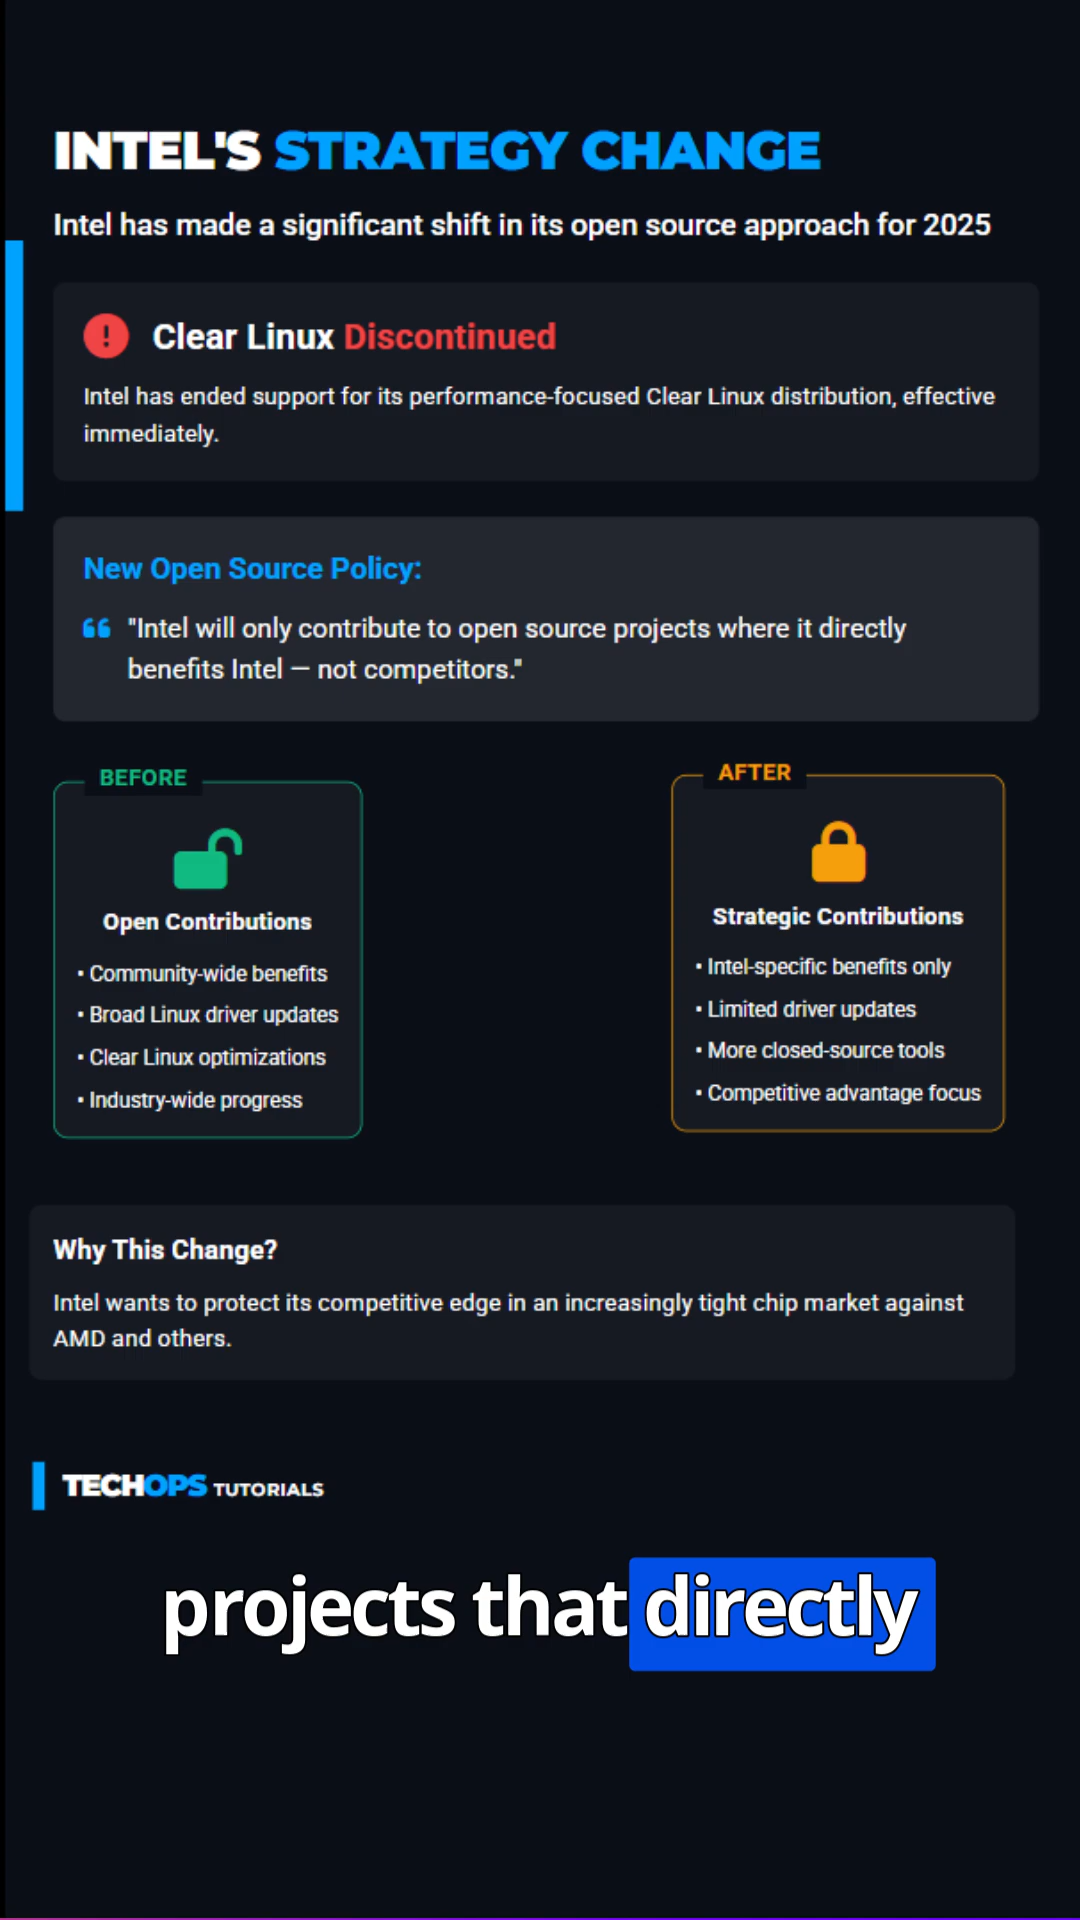 INTEL'S STRATEGY CHANGE
Intel has made a significant shift in its open source approach for 2025
Clear Linux Discontinued
Intel has ended support for its performance-focused Clear Linux distribution, effective
immediately.
New Open Source Policy:
"Intel will only contribute to open source projects where it directly
benefits Intel — not competitors."
BEFORE
Open Contributions
• Community-wide benefits
• Broad Linux driver updates
• Clear Linux optimizations
• Industry-wide progress
AFTER
Strategic Contributions
• Intel-specific benefits only
• Limited driver updates
• More closed-source tools
• Competitive advantage focus
Why This Change?
Intel wants to protect its competitive edge in an increasingly tight chip market against
AMD and others.
TECHOPS TUTORIALS
projects that directly